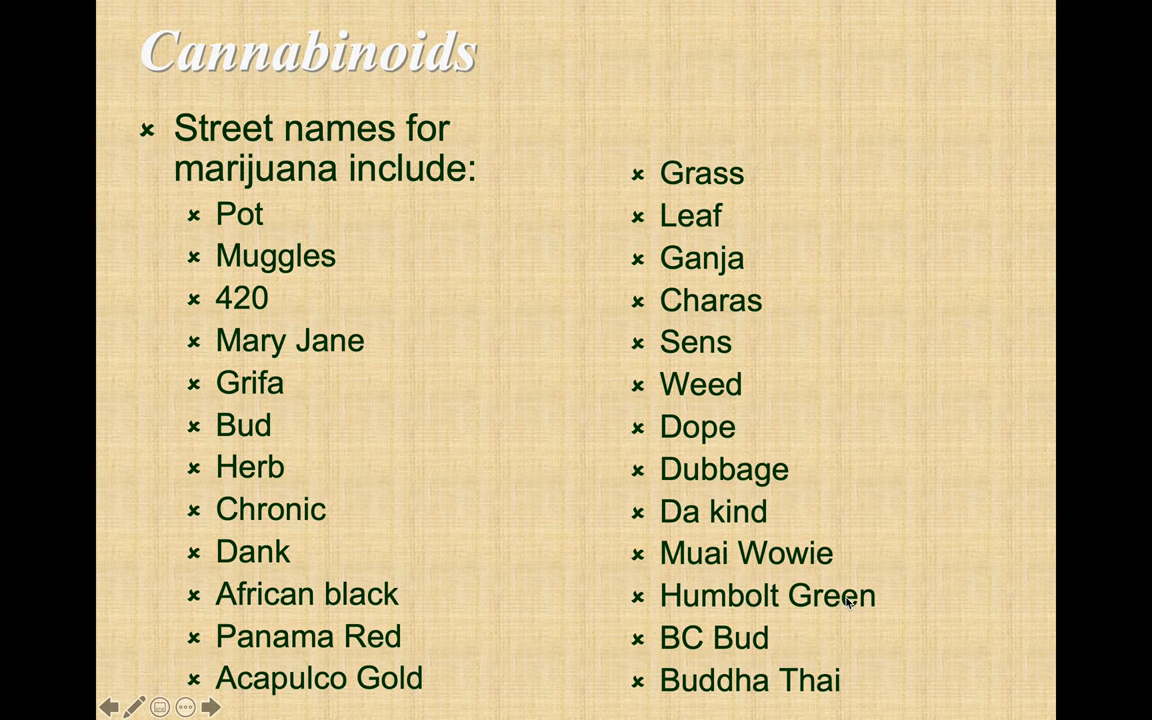 Cannabinoids
Street names for
marijuana include:
Pot
Muggles
420
Mary Jane
Grifa
Bud
Herb
Chronic
Dank
African black
Panama Red
Acapulco Gold
Grass
Leaf
Ganja
Charas
Sens
Weed
Dope
Dubbage
Da kind
Muai Wowie
Humbolt Green
BC Bud
Buddha Thai